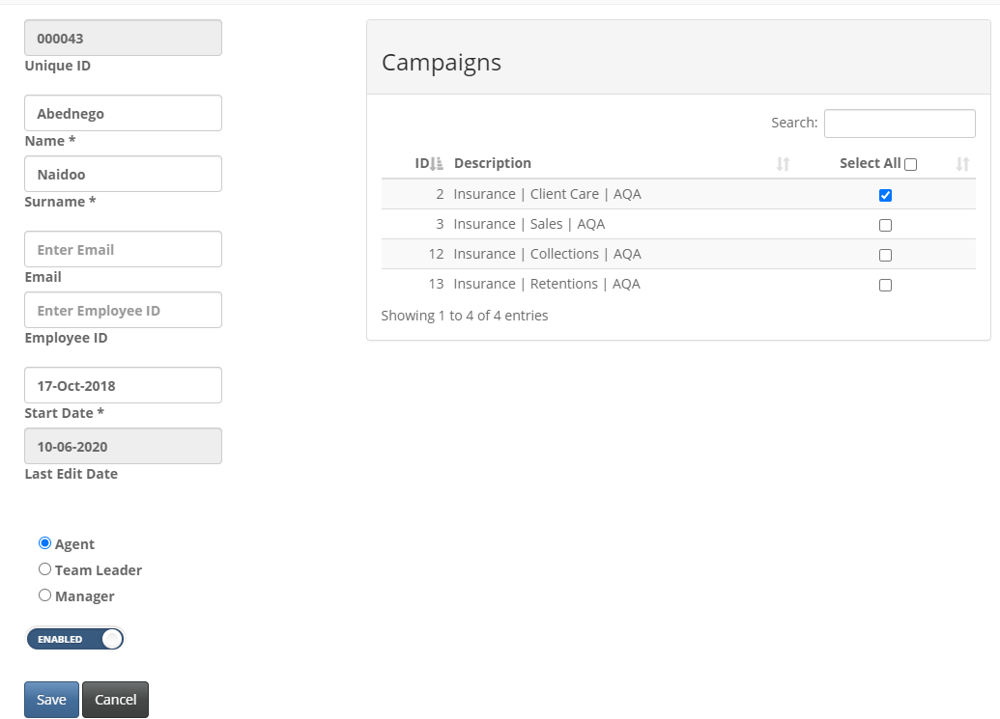 000043
Unique ID
Abednego
Name *
Naidoo
Surname *
Enter Email
Email
Enter Employee ID
Employee ID
17-Oct-2018
Start Date *
10-06-2020
Last Edit Date
Agent
Team Leader
Manager
ENABLED
Save Cancel
Campaigns
Search:
ID Description Select All
2 Insurance | Client Care | AQA
3 Insurance | Sales | AQA
12 Insurance | Collections | AQA
13 Insurance | Retentions | AQA
Showing 1 to 4 of 4 entries